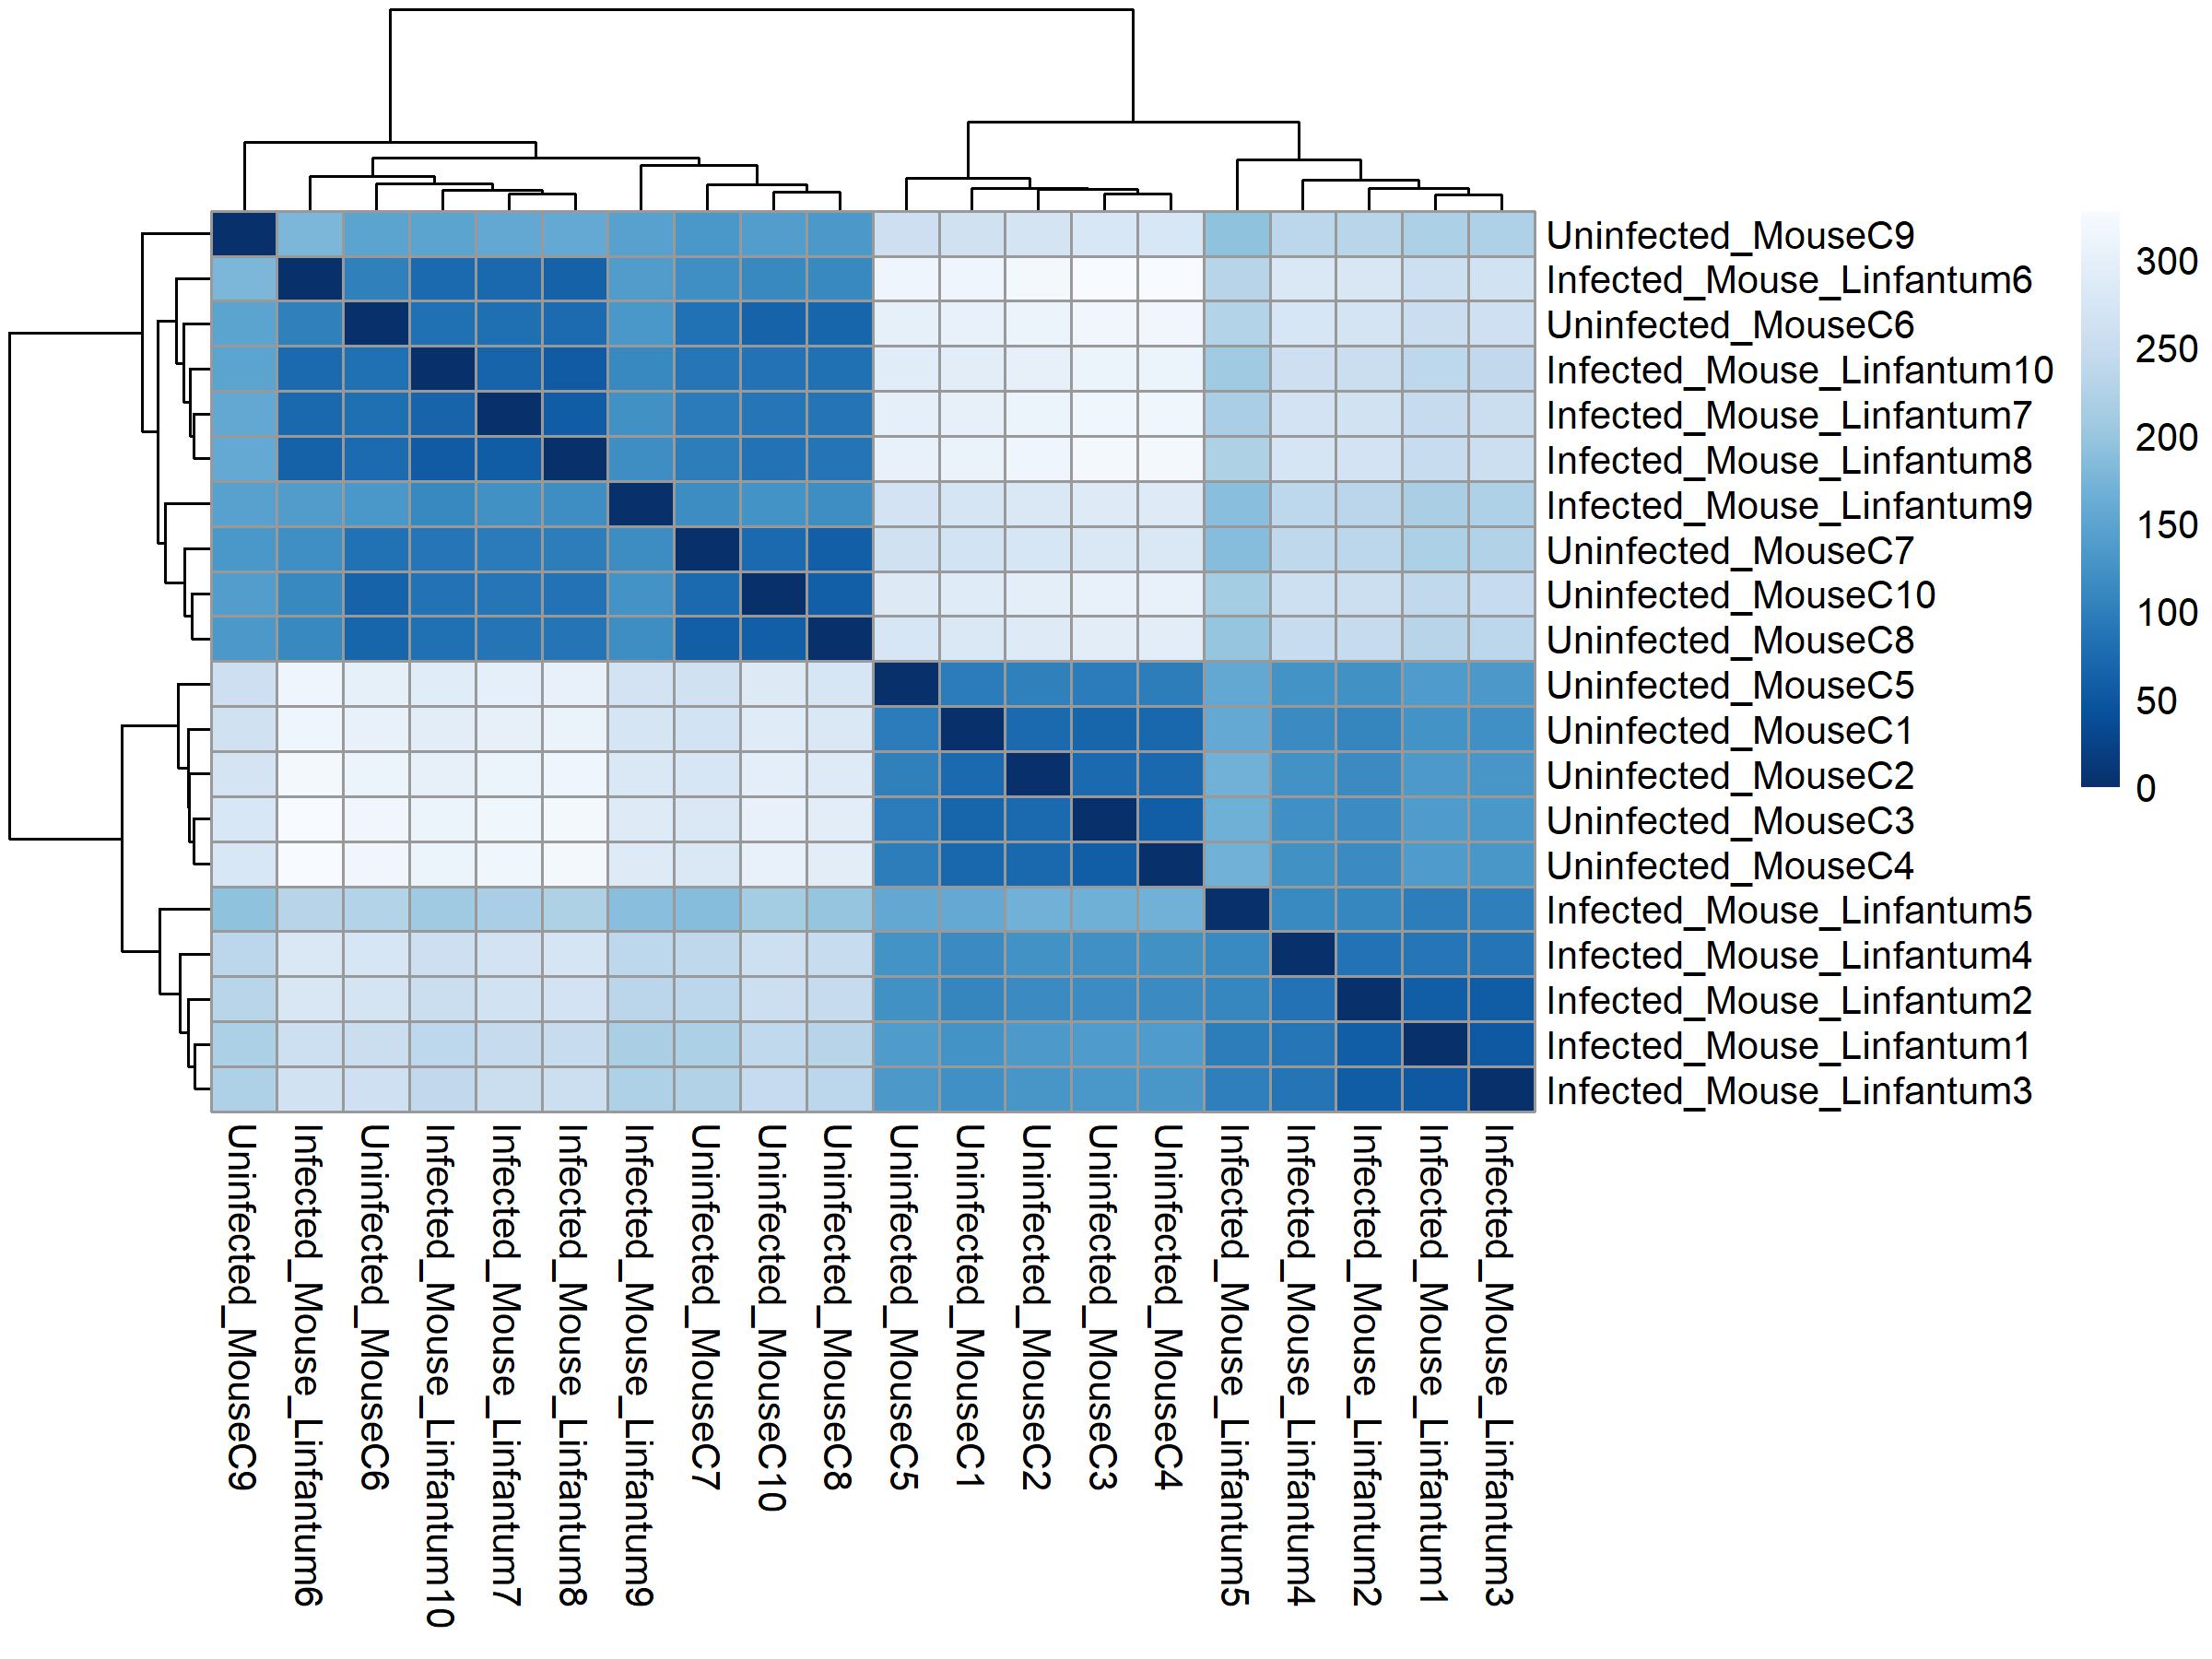 Uninfected_MouseC9
Infected_Mouse_Linfantum6
Uninfected_MouseC6
Infected_Mouse_Linfantum10
Infected_Mouse_Linfantum7
Infected_Mouse_Linfantum8
Infected_Mouse_Linfantum9
Uninfected_MouseC7
Uninfected_MouseC10
Uninfected_MouseC8
Uninfected_MouseC5
Uninfected_MouseC1
Uninfected_MouseC2
Uninfected_MouseC3
Uninfected_MouseC4
Infected_Mouse_Linfantum5
Infected_Mouse_Linfantum4
Infected_Mouse_Linfantum2
Infected_Mouse_Linfantum1
Infected_Mouse_Linfantum3
300
250
200
150
100
50
0
Uninfected_MouseC9
Infected_Mouse_Linfantum6
Uninfected_MouseC6
Infected_Mouse_Linfantum10
Infected_Mouse_Linfantum7
Infected_Mouse_Linfantum8
Infected_Mouse_Linfantum9
Uninfected_MouseC7
Uninfected_MouseC10
Uninfected_MouseC8
Uninfected_MouseC5
Uninfected_MouseC1
Uninfected_MouseC2
Uninfected_MouseC3
Uninfected_MouseC4
Infected_Mouse_Linfantum5
Infected_Mouse_Linfantum4
Infected_Mouse_Linfantum2
Infected_Mouse_Linfantum1
Infected_Mouse_Linfantum3